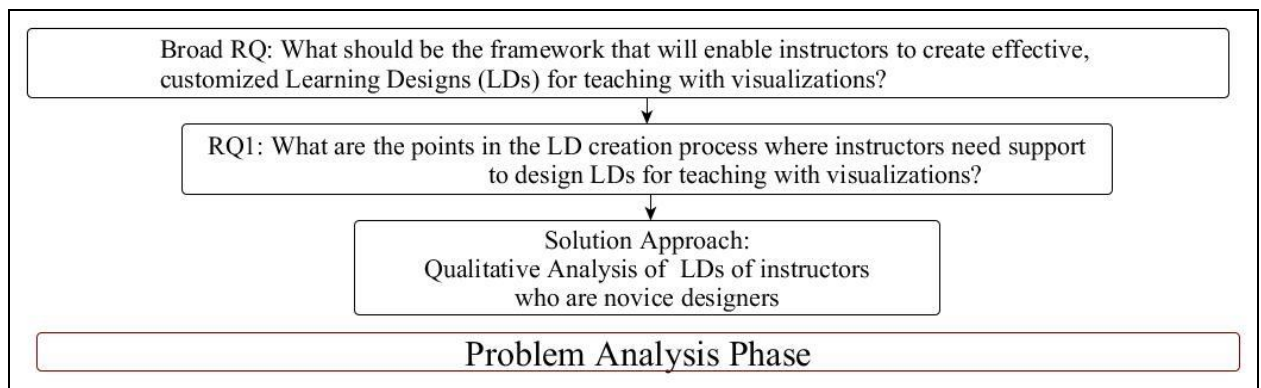 Broad RQ: What should be the framework that will enable instructors to create effective,
customized Learning Designs (LDs) for teaching with visualizations?
RQ1: What are the points in the LD creation process where instructors need support
to design LDs for teaching with visualizations?
Solution Approach:
Qualitative Analysis of LDs of instructors
who are novice designers
Problem Analysis Phase